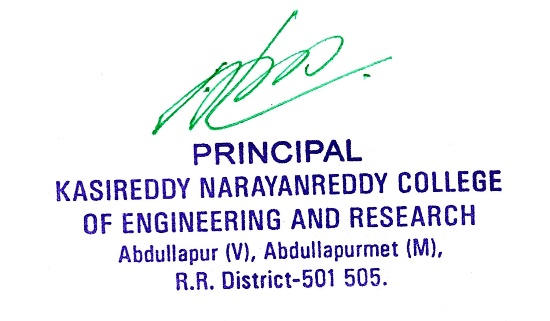 PRINCIPAL
KASIREDDY NARAYANREDDY COLLEGE
OF ENGINEERING AND RESEARCH
Abdullapur (V), Abdullapurmet (M),
R.R. District-501 505.